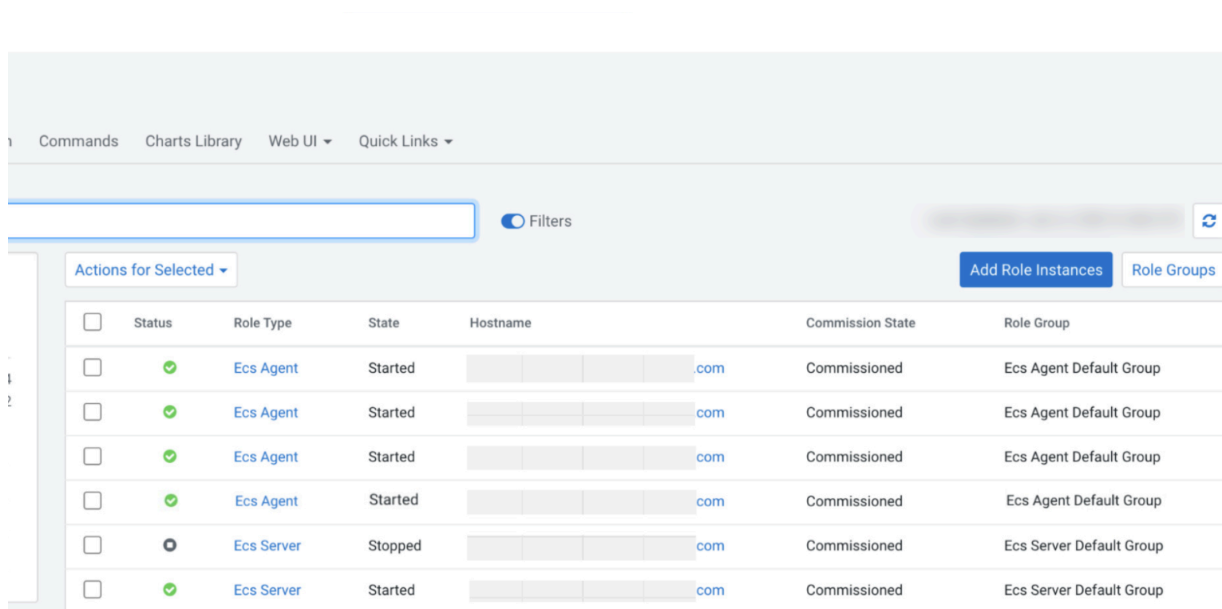 Commands Charts Library Web UI Quick Links
Filters
Actions for Selected Add Role Instances Role Groups
Status Role Type State Hostname Commission State Role Group
Ecs Agent Started .com Commissioned Ecs Agent Default Group
Ecs Agent Started com Commissioned Ecs Agent Default Group
Ecs Agent Started com Commissioned Ecs Agent Default Group
Ecs Agent Started com Commissioned Ecs Agent Default Group
Ecs Server Stopped com Commissioned Ecs Server Default Group
Ecs Server Started com Commissioned Ecs Server Default Group